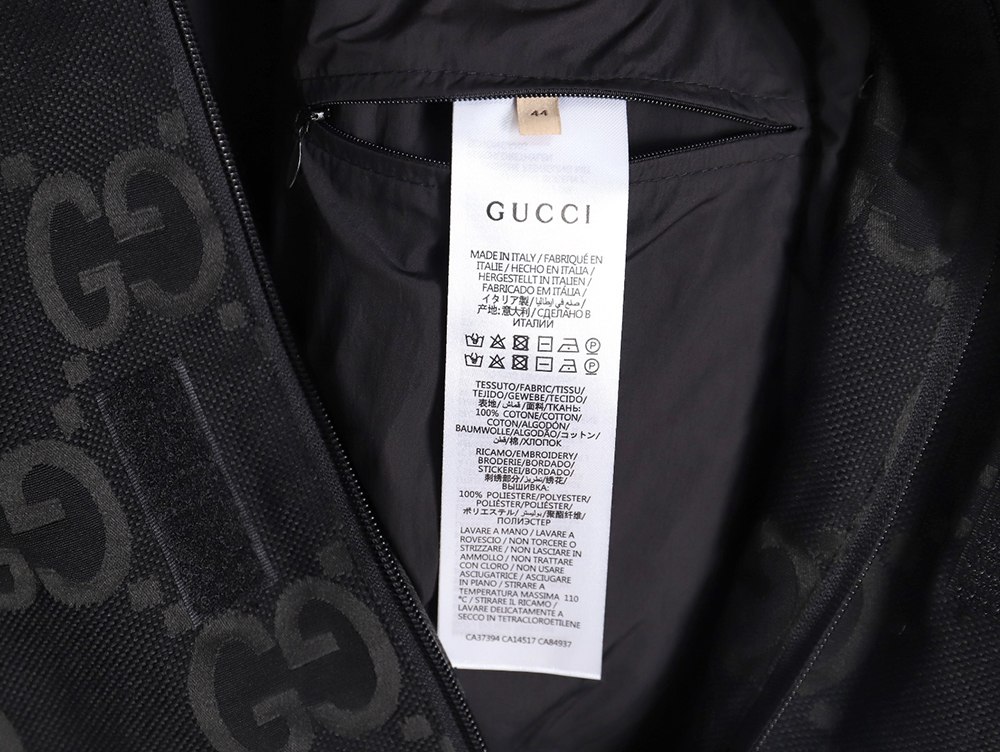 44
GUCCI
MADE IN ITALY / FABRIQUÉ EN
ITALIE / HECHO EN ITALIA /
HERGESTELLT IN ITALIEN /
FABRICADO EM ITÁLIA /
イタリア製/صنع في إيطاليا/
产地: 意大利 / СДЕЛАНО В
ИТАЛИИ
P
P
TESSUTO/FABRIC/TISSU/
TEJIDO/GEWEBE/TECIDO/
表地/قماش/面料/ТКАНЬ:
100% COTONE/COTTON/
COTON/ALGODÓN/
BAUMWOLLE/ALGODÃO/コットン/
قطن/棉/ХЛОПОК
RICAMO/EMBROIDERY/
BRODERIE/BORDADO/
STICKEREI/BORDADO/
刺绣部分/تطريز/绣花/
ВЫШИВКА:
100% POLIESTERE/POLYESTER/
POLIÉSTER/POLIÉSTER/
ポリエステル/بوليستر/聚酯纤维/
ПОЛИЭСТЕР
LAVARE A MANO / LAVARE A
ROVESCIO / NON TORCERE O
STRIZZARE / NON LASCIARE IN
AMMOLLO / NON TRATTARE
CON CLORO / NON USARE
ASCIUGATRICE / ASCIUGARE
IN PIANO / STIRARE A
TEMPERATURA MASSIMA 110
°C / STIRARE IL RICAMO /
LAVARE DELICATAMENTE A
SECCO IN TETRACLOROETILENE
CA37394 CA14517 CA84937